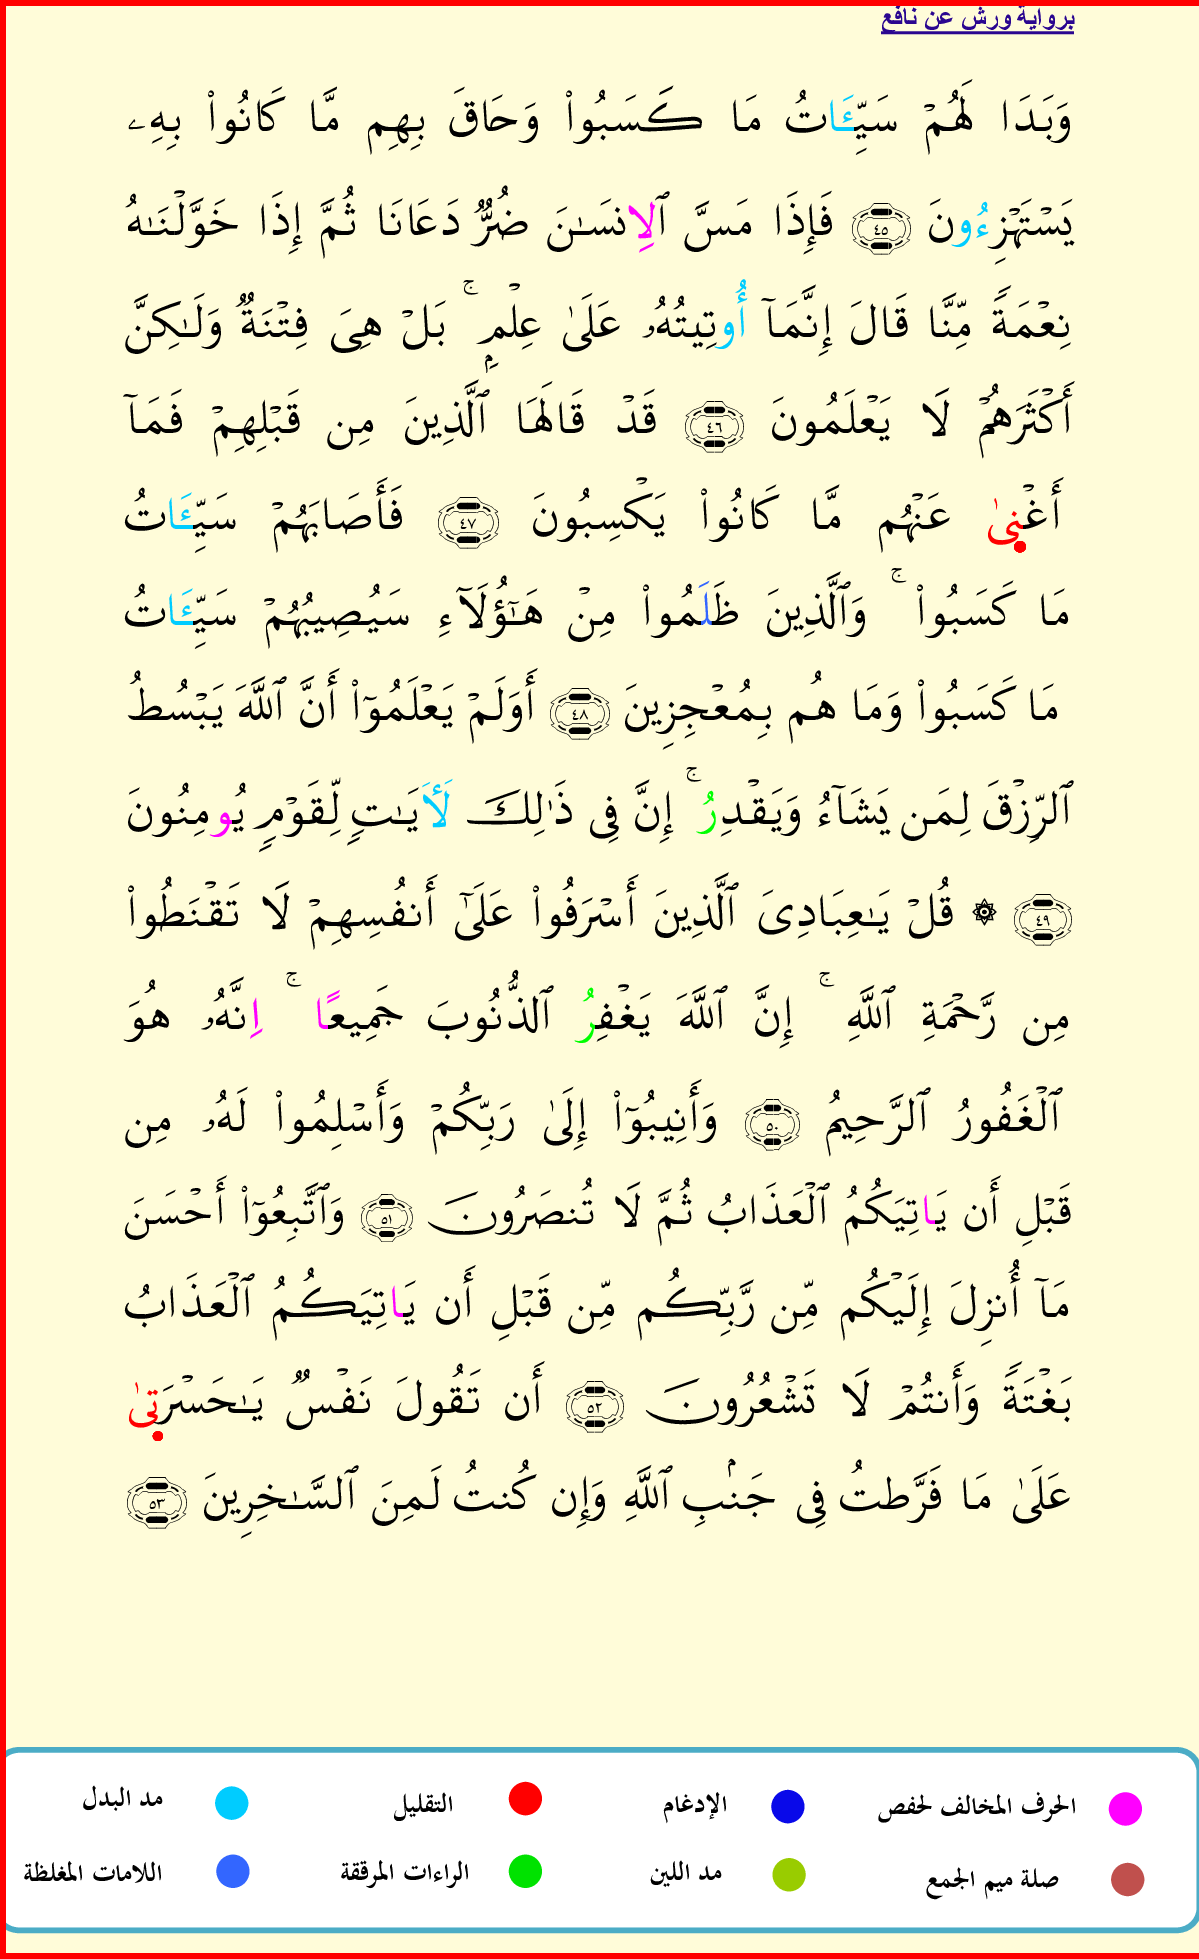 برواية ورش عن نافع
وَبَدَا لَهُمْ سَيِّـَٔاتُ مَا كَسَبُواْ وَحَاقَ بِهِم مَّا كَانُواْ بِهِۦ
يَسْتَهْزِءُونَ ٤٥ فَإِذَا مَسَّ ٱلِانسَٰنَ ضُرٌّ دَعَانَا ثُمَّ إِذَا خَوَّلْنَٰهُ
نِعْمَةً مِّنَّا قَالَ إِنَّمَآ أُوتِيتُهُۥ عَلَىٰ عِلْمِۭ ۚ بَلْ هِىَ فِتْنَةٌ وَلَٰكِنَّ
أَكْثَرَهُمْ لَا يَعْلَمُونَ ٤٦ قَدْ قَالَهَا ٱلَّذِينَ مِن قَبْلِهِمْ فَمَآ
أَغْنۭىٰ عَنْهُم مَّا كَانُواْ يَكْسِبُونَ ٤٧ فَأَصَابَهُمْ سَيِّـَٔاتُ
مَا كَسَبُواْ ۚ وَٱلَّذِينَ ظَلَمُواْ مِنْ هَٰٓؤُلَآءِ سَيُصِيبُهُمْ سَيِّـَٔاتُ
مَا كَسَبُواْ وَمَا هُم بِمُعْجِزِينَ ٤٨ أَوَلَمْ يَعْلَمُوٓاْ أَنَّ ٱللَّهَ يَبْسُطُ
ٱلرِّزْقَ لِمَن يَشَآءُ وَيَقْدِرُ ۚ إِنَّ فِى ذَٰلِكَ لَأٓيَٰتٍ لِّقَوْمٍ يُومِنُونَ
٤٩ ۞ قُلْ يَٰعِبَادِىَ ٱلَّذِينَ أَسْرَفُواْ عَلَىٰٓ أَنفُسِهِمْ لَا تَقْنَطُواْ
مِن رَّحْمَةِ ٱللَّهِ ۚ إِنَّ ٱللَّهَ يَغْفِرُ ٱلذُّنُوبَ جَمِيعًا ۚ اِنَّهُۥ هُوَ
ٱلْغَفُورُ ٱلرَّحِيمُ ٥٠ وَأَنِيبُوٓاْ إِلَىٰ رَبِّكُمْ وَأَسْلِمُواْ لَهُۥ مِن
قَبْلِ أَن يَاتِيَكُمُ ٱلْعَذَابُ ثُمَّ لَا تُنصَرُونَ ٥١ وَٱتَّبِعُوٓاْ أَحْسَنَ
مَآ أُنزِلَ إِلَيْكُم مِّن رَّبِّكُم مِّن قَبْلِ أَن يَاتِيَكُمُ ٱلْعَذَابُ
بَغْتَةً وَأَنتُمْ لَا تَشْعُرُونَ ٥٢ أَن تَقُولَ نَفْسٌ يَٰحَسْرَتۭىٰ
عَلَىٰ مَا فَرَّطتُ فِى جَنۢبِ ٱللَّهِ وَإِن كُنتُ لَمِنَ ٱلسَّٰخِرِينَ ٥٣
الحرف المخالف لحفص الإدغام التقليل مد البدل
صلة ميم الجمع مد اللين الراءات المرققة اللامات المغلظة